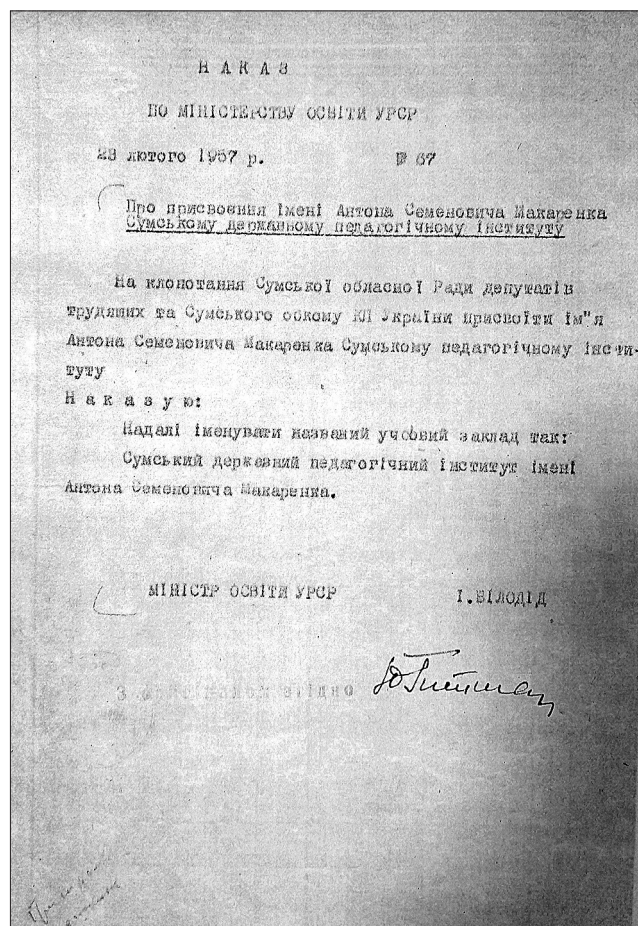 Н А К А З
ПО МІНІСТЕРСТВУ ОСВІТИ УРСР
23 лютого 1957 р. № 67
Про присвоєння імені Антона Семеновича Макаренка
Сумському державному педагогічному інституту
На клопотання Сумської обласної Ради депутатів
трудящих та Сумського обкому КП України присвоїти ім"я
Антона Семеновича Макаренка Сумському педагогічному інсти-
туту
Н а к а з у ю:
Надалі іменувати названий учбовий заклад так:
Сумський державний педагогічний інститут імені
Антона Семеновича Макаренка.
МІНІСТР ОСВІТИ УРСР І.БІЛОДІД